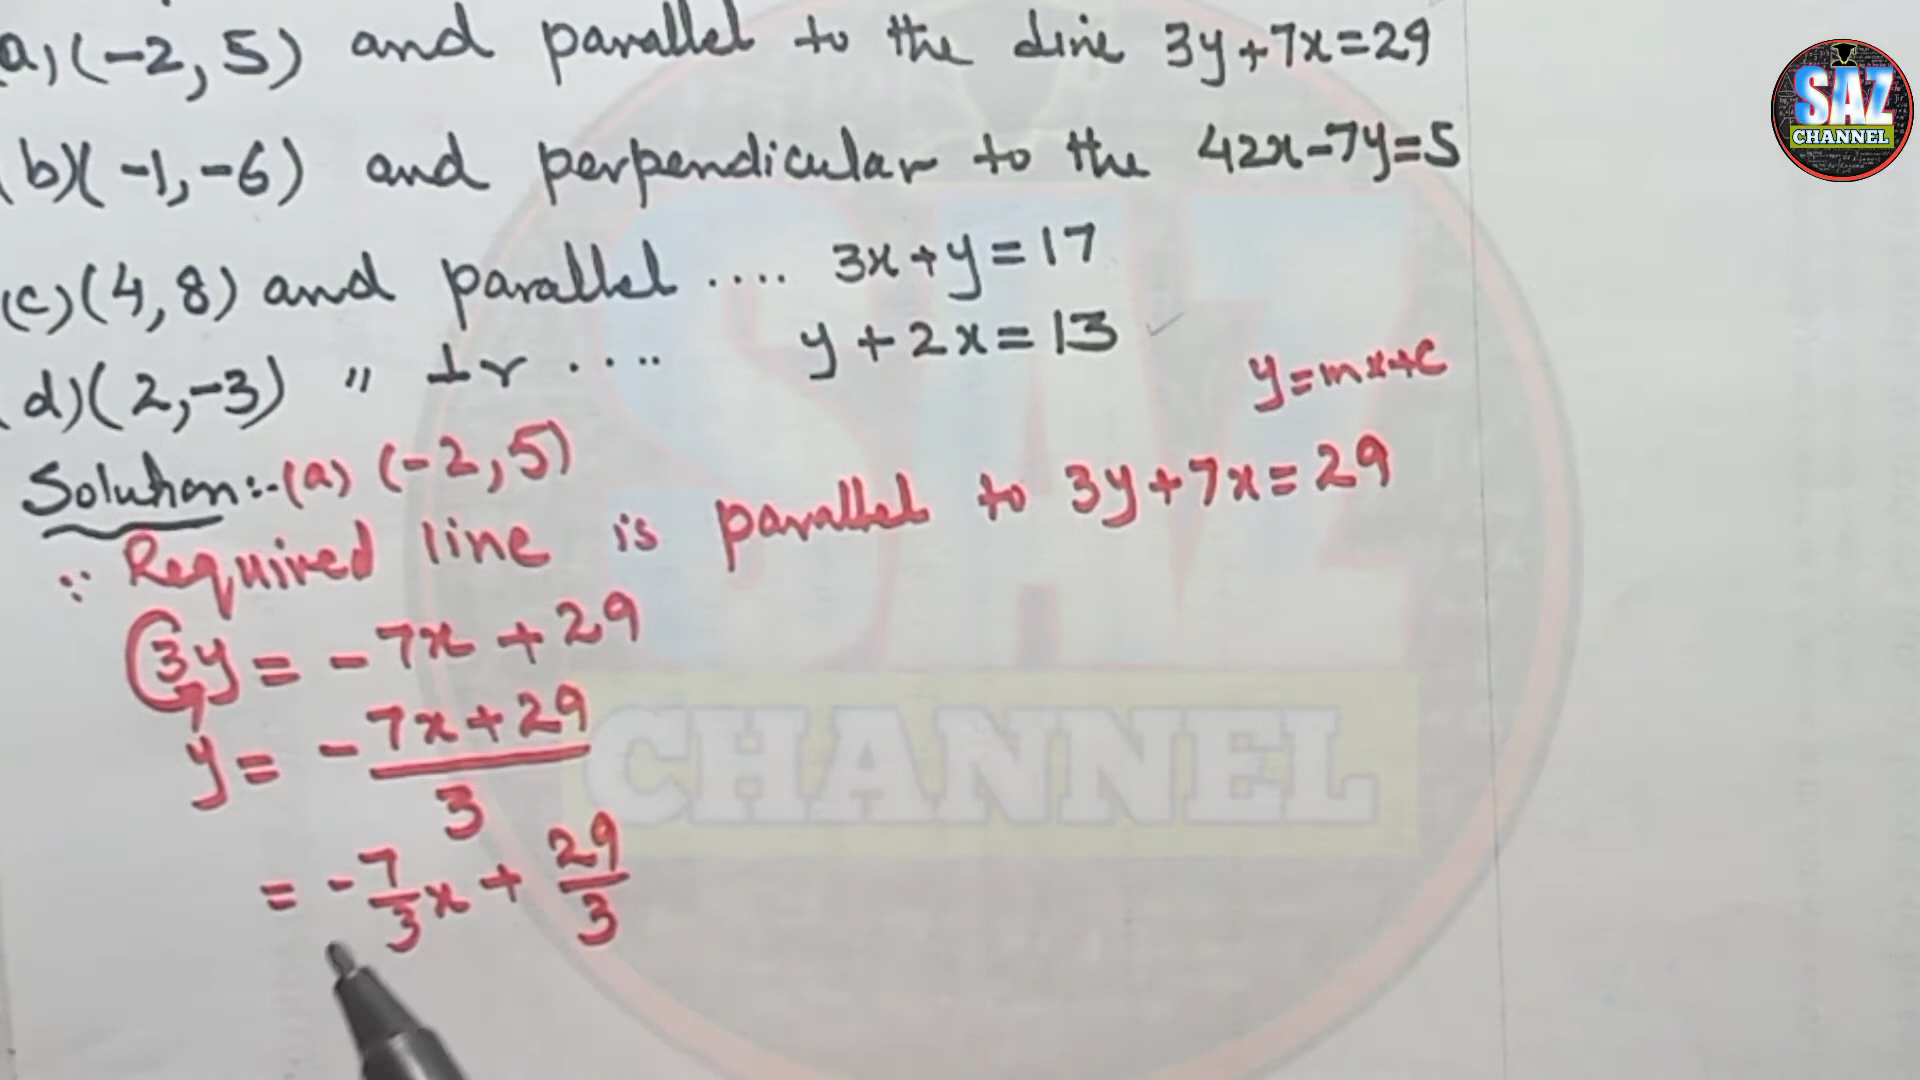 a) (-2, 5) and parallel to the line 3y+7x=29
(b) (-1, -6) and perpendicular to the 42x-7y=5
(c) (4, 8) and parallel .... 3x+y=17
(d) (2, -3) " ⊥r .... y+2x=13
y=mx+c
Solution:- (a) (-2, 5)
∵ Required line is parallel to 3y+7x=29
3y = -7x + 29
y = - 7x+29 / 3
= - 7/3 x + 29/3
SAZ
CHANNEL
SAZ
CHANNEL